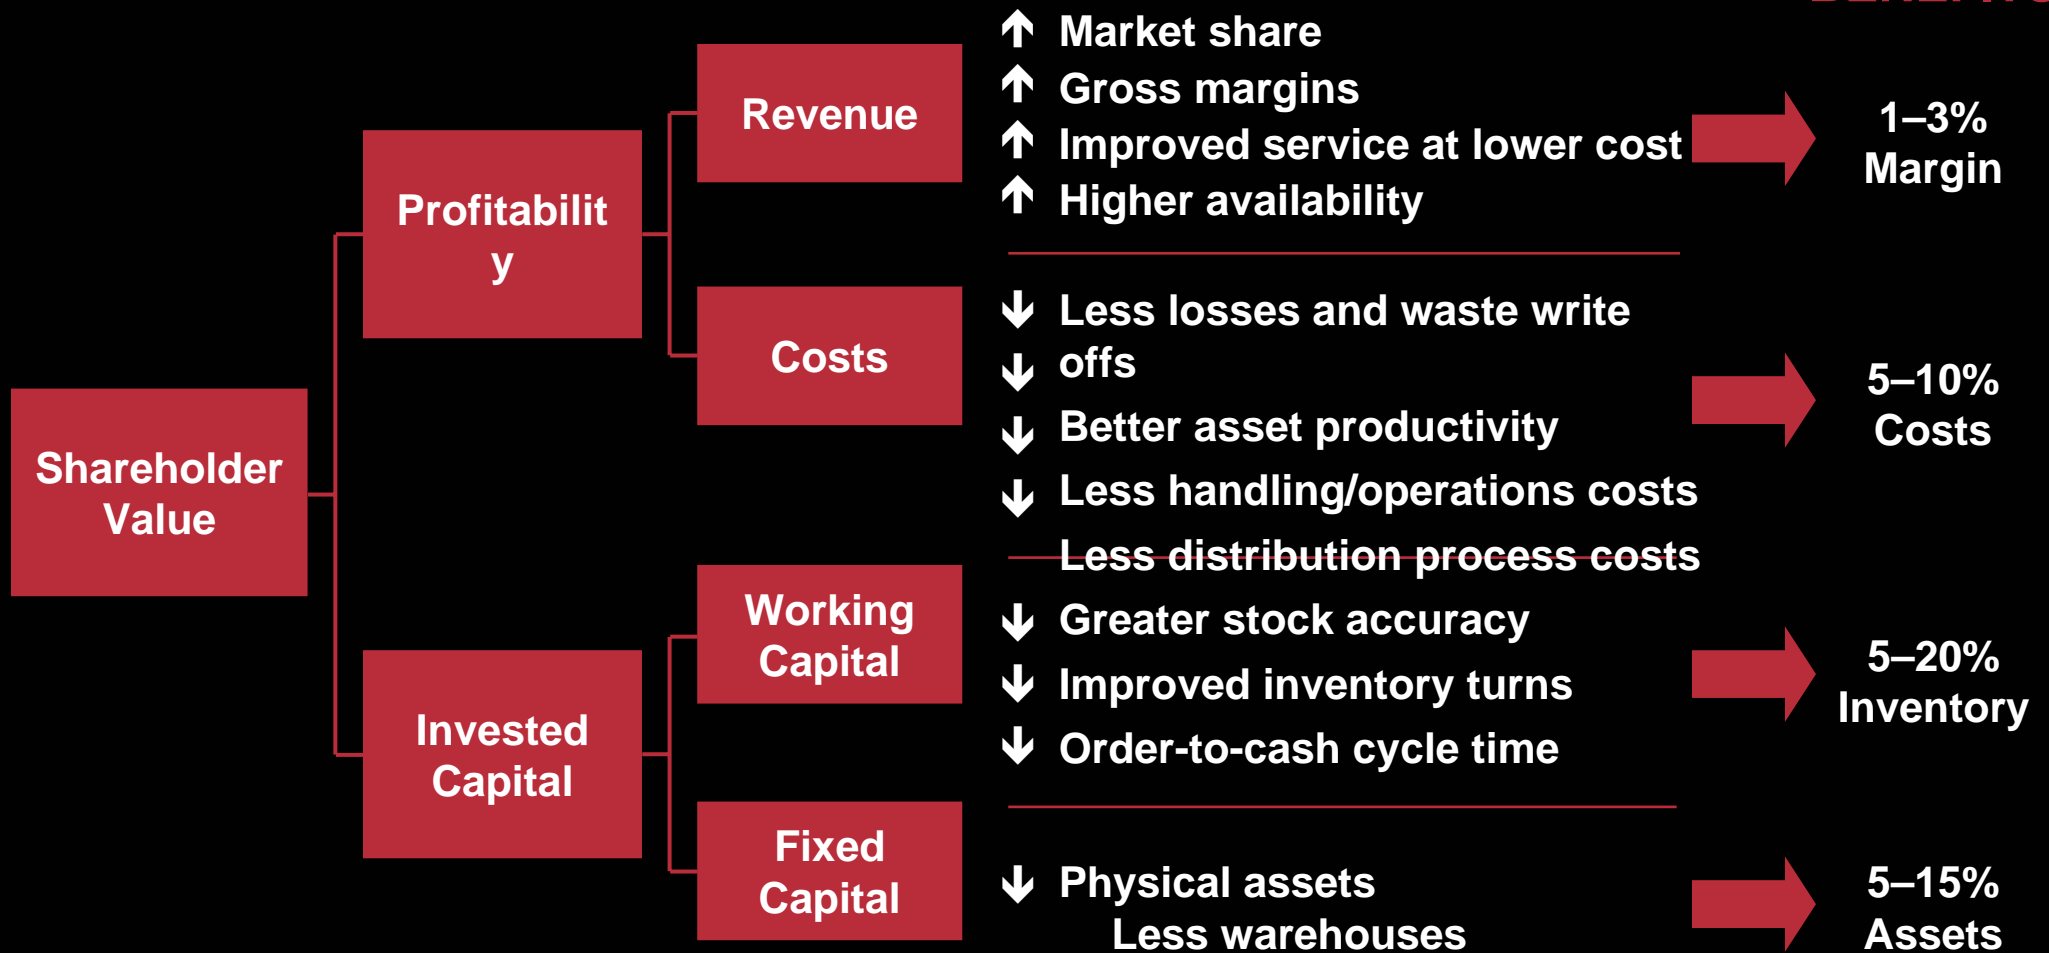 Market share
Gross margins
Improved service at lower cost
Higher availability
Revenue
1–3%
Margin
Profitabilit
y
Less losses and waste write
offs
Better asset productivity
Less handling/operations costs
Less distribution process costs
Costs
5–10%
Costs
Shareholder
Value
Working
Capital
Greater stock accuracy
Improved inventory turns
Order-to-cash cycle time
5–20%
Inventory
Invested
Capital
Fixed
Capital
Physical assets
Less warehouses
5–15%
Assets